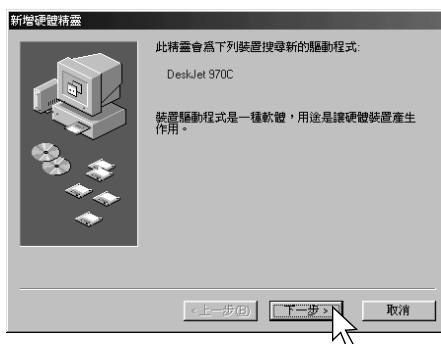 新增硬體精靈
此精靈會為下列裝置搜尋新的驅動程式:
DeskJet 970C
裝置驅動程式是一種軟體，用途是讓硬體裝置產生
作用。
<上一步(B)
下一步 >
取消